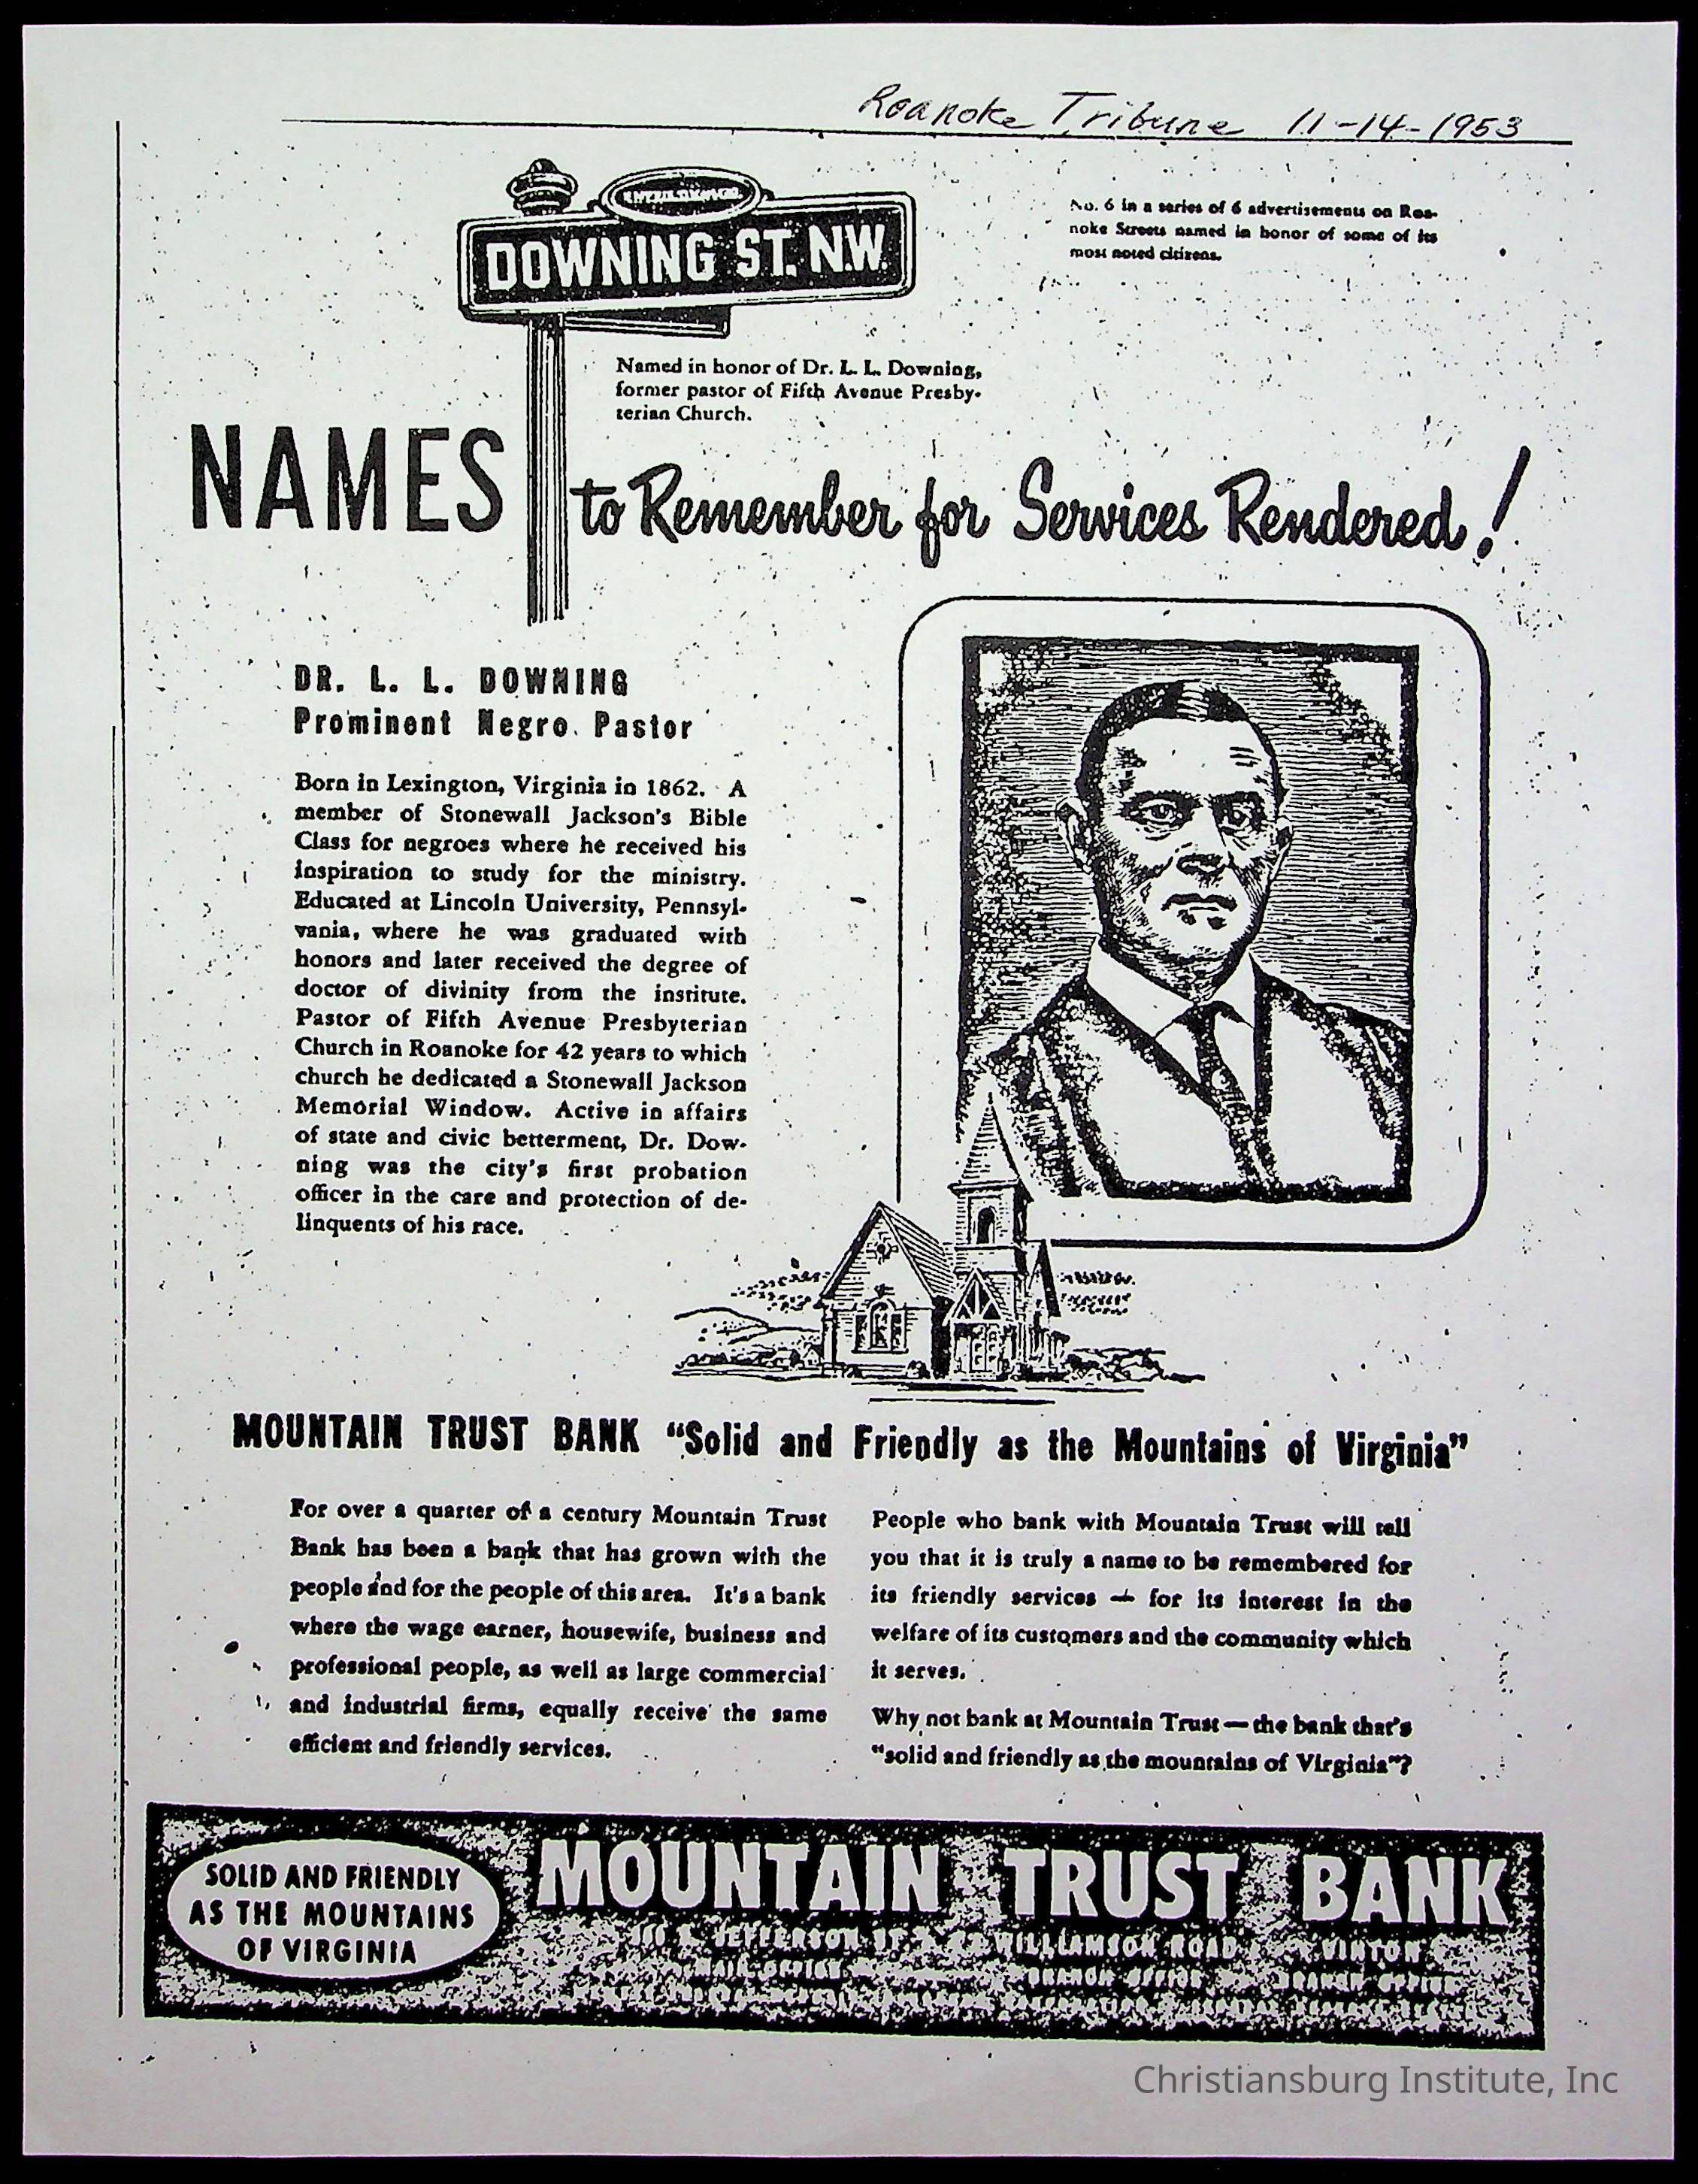 Roanoke Tribune 11-14-1953
DOWNING ST. N.W.
No. 6 in a series of 6 advertisements on Roa-
noke Streets named in honor of some of its
most noted citizens.
Named in honor of Dr. L. L. Downing,
former pastor of Fifth Avenue Presby-
terian Church.
NAMES to Remember for Services Rendered!
DR. L. L. DOWNING
Prominent Negro Pastor
Born in Lexington, Virginia in 1862. A
member of Stonewall Jackson's Bible
Class for negroes where he received his
inspiration to study for the ministry.
Educated at Lincoln University, Pennsyl-
vania, where he was graduated with
honors and later received the degree of
doctor of divinity from the institute.
Pastor of Fifth Avenue Presbyterian
Church in Roanoke for 42 years to which
church he dedicated a Stonewall Jackson
Memorial Window. Active in affairs
of state and civic betterment, Dr. Dow-
ning was the city's first probation
officer in the care and protection of de-
linquents of his race.
MOUNTAIN TRUST BANK "Solid and Friendly as the Mountains of Virginia"
For over a quarter of a century Mountain Trust
Bank has been a bank that has grown with the
people and for the people of this area. It's a bank
where the wage earner, housewife, business and
professional people, as well as large commercial
and industrial firms, equally receive the same
efficient and friendly services.
People who bank with Mountain Trust will tell
you that it is truly a name to be remembered for
its friendly services — for its interest in the
welfare of its customers and the community which
it serves.
Why not bank at Mountain Trust — the bank that's
"solid and friendly as the mountains of Virginia"?
SOLID AND FRIENDLY
AS THE MOUNTAINS
OF VIRGINIA
MOUNTAIN TRUST BANK
JEFFERSON ST. WILLIAMSON ROAD VINTON
MAIN OFFICE BRANCH OFFICE BRANCH OFFICE
Christiansburg Institute, Inc